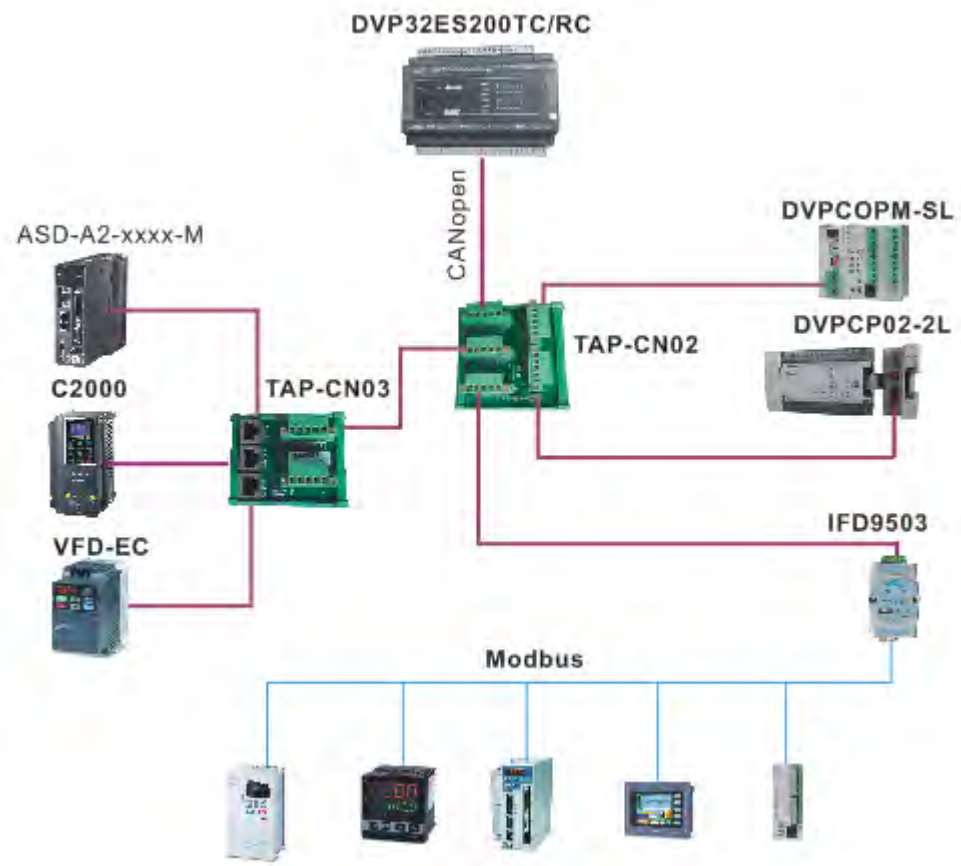 DVP32ES200TC/RC
CANopen
DVPCOPM-SL
ASD-A2-xxxx-M
DVPCP02-2L
TAP-CN02
C2000
TAP-CN03
IFD9503
VFD-EC
Modbus